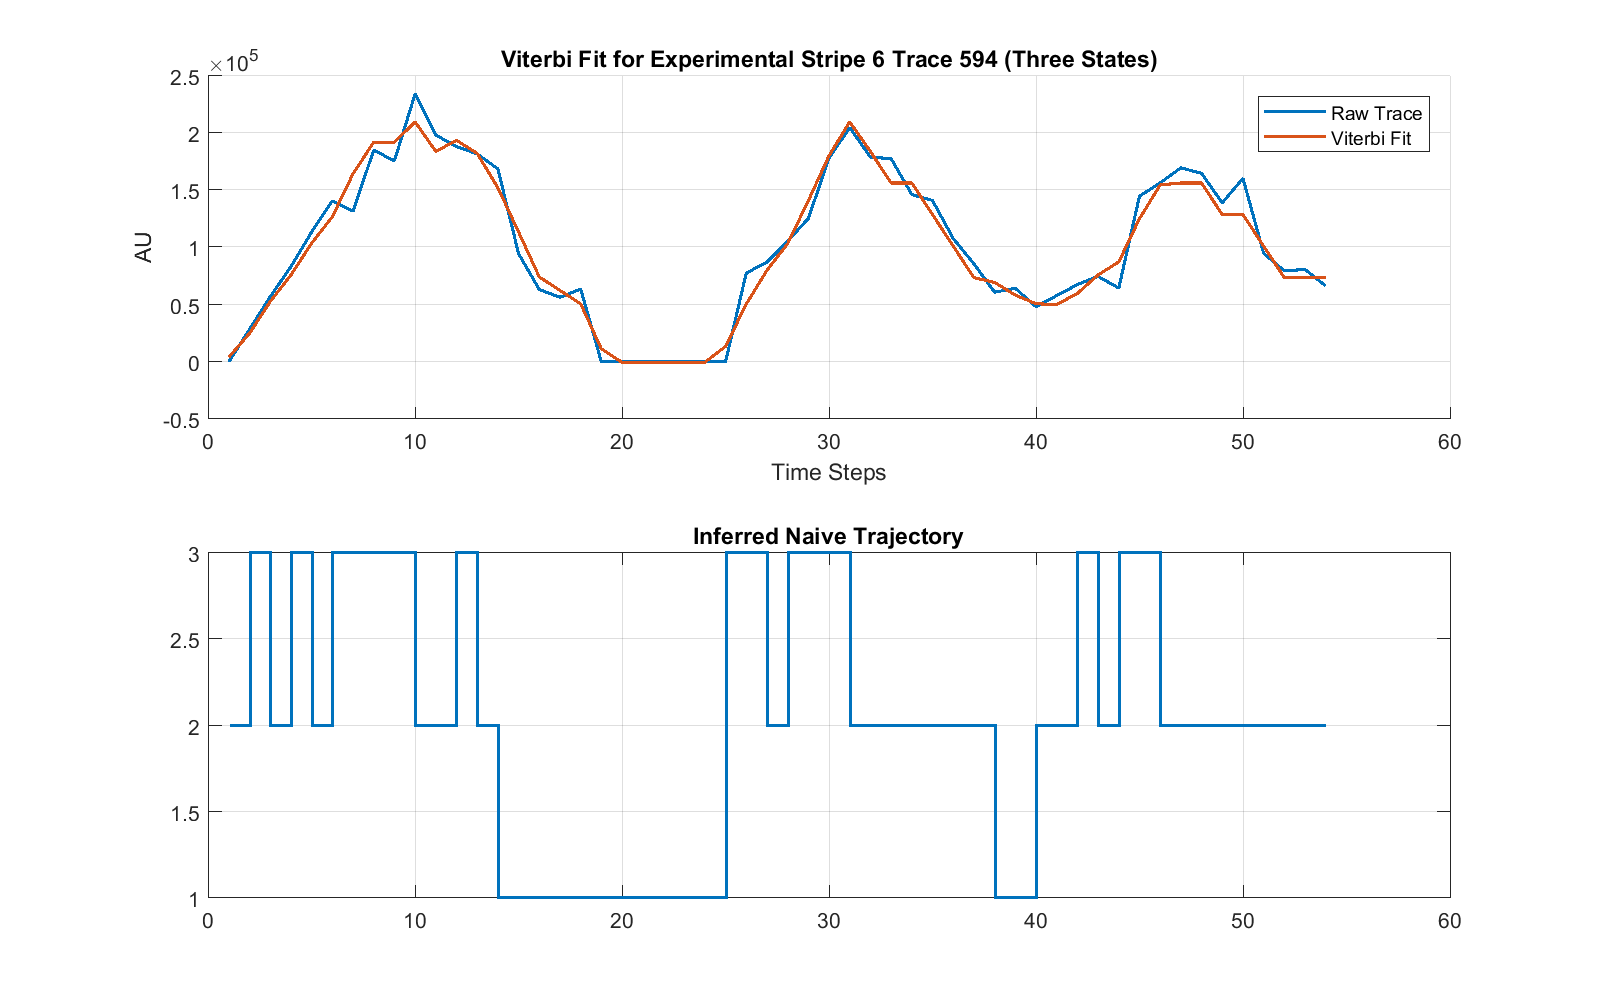 Viterbi Fit for Experimental Stripe 6 Trace 594 (Three States)
×10^5
2.5
2
1.5
1
0.5
0
-0.5
AU
Raw Trace
Viterbi Fit
0 10 20 30 40 50 60
Time Steps
Inferred Naive Trajectory
3
2.5
2
1.5
1
0 10 20 30 40 50 60